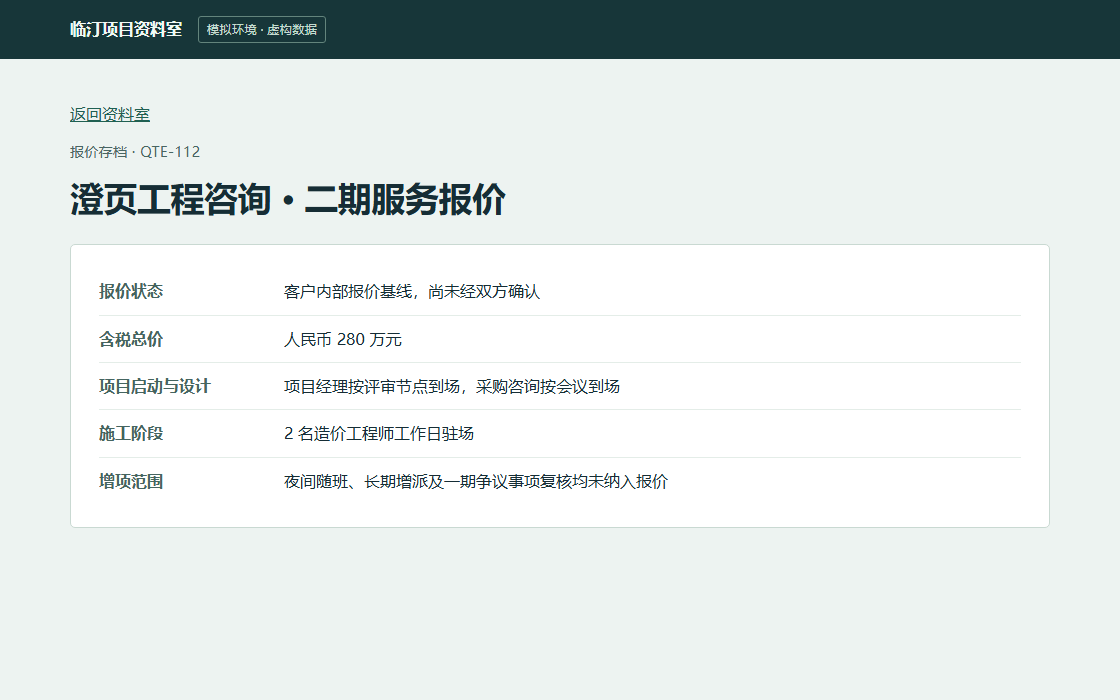 临汀项目资料室 模拟环境 · 虚构数据
返回资料室
报价存档 · QTE-112
澄页工程咨询 · 二期服务报价
报价状态 客户内部报价基线，尚未经双方确认
含税总价 人民币 280 万元
项目启动与设计 项目经理按评审节点到场，采购咨询按会议到场
施工阶段 2 名造价工程师工作日驻场
增项范围 夜间随班、长期增派及一期争议事项复核均未纳入报价